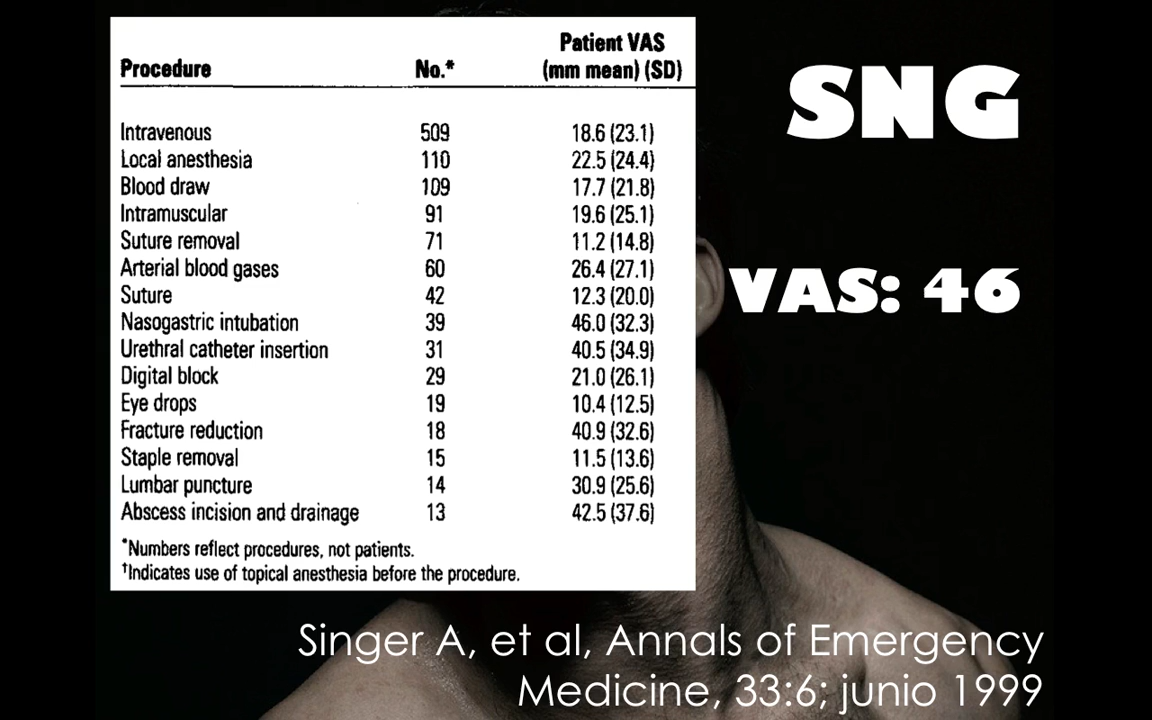 Procedure No.* Patient VAS (mm mean) (SD)
Intravenous 509 18.6 (23.1)
Local anesthesia 110 22.5 (24.4)
Blood draw 109 17.7 (21.8)
Intramuscular 91 19.6 (25.1)
Suture removal 71 11.2 (14.8)
Arterial blood gases 60 26.4 (27.1)
Suture 42 12.3 (20.0)
Nasogastric intubation 39 46.0 (32.3)
Urethral catheter insertion 31 40.5 (34.9)
Digital block 29 21.0 (26.1)
Eye drops 19 10.4 (12.5)
Fracture reduction 18 40.9 (32.6)
Staple removal 15 11.5 (13.6)
Lumbar puncture 14 30.9 (25.6)
Abscess incision and drainage 13 42.5 (37.6)
*Numbers reflect procedures, not patients.
†Indicates use of topical anesthesia before the procedure.
SNG
VAS: 46
Singer A, et al, Annals of Emergency
Medicine, 33:6; junio 1999